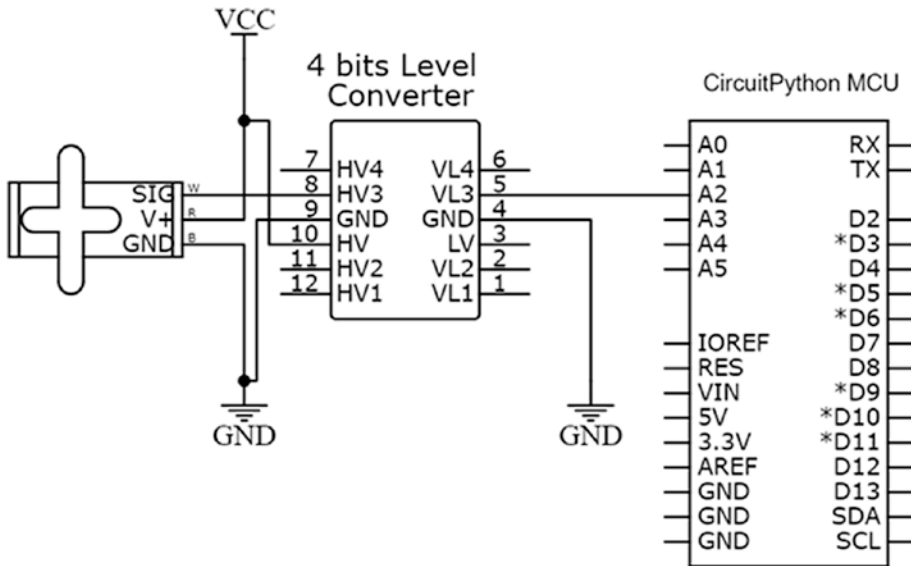 VCC
4 bits Level
Converter
CircuitPython MCU
SIG W
V+ R
GND B
7 HV4 VL4 6
8 HV3 VL3 5
9 GND GND 4
10 HV LV 3
11 HV2 VL2 2
12 HV1 VL1 1
GND
GND
A0 RX
A1 TX
A2
A3 D2
A4 *D3
A5 D4
*D5
*D6
IOREF D7
RES D8
VIN *D9
5V *D10
3.3V *D11
AREF D12
GND D13
GND SDA
GND SCL